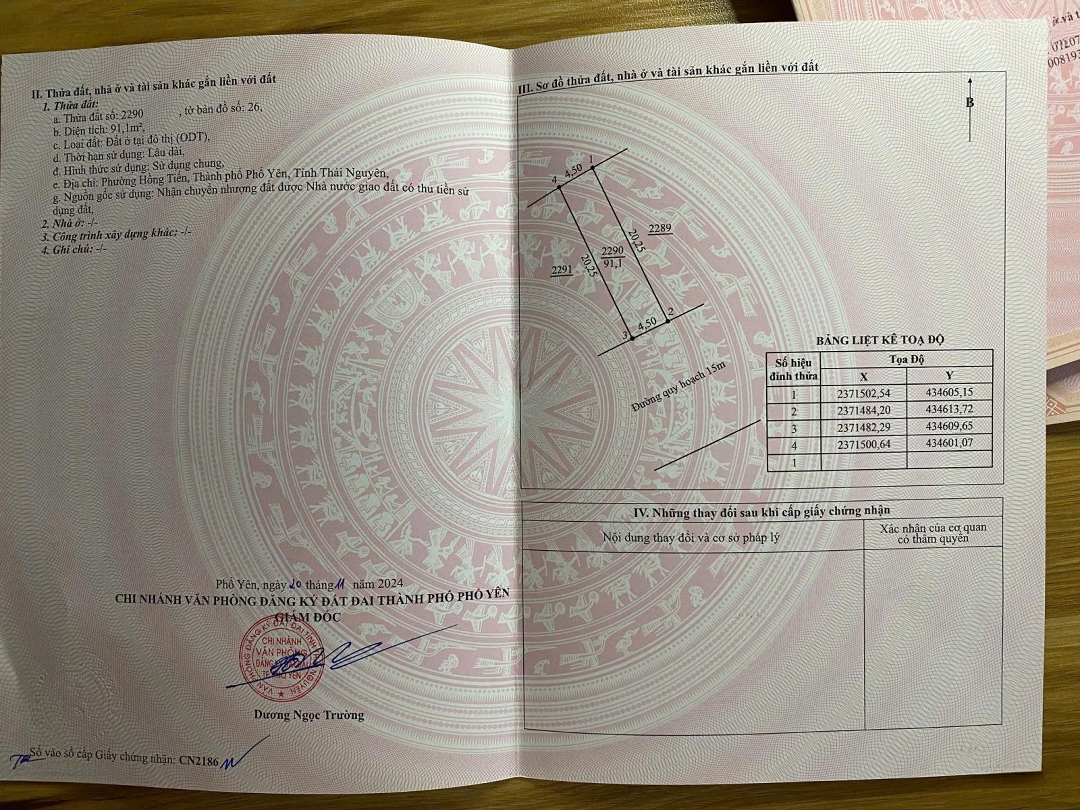 II. Thửa đất, nhà ở và tài sản khác gắn liền với đất
1. Thửa đất:
a. Thửa đất số: 2290 , tờ bản đồ số: 26,
b. Diện tích: 91,1m²,
c. Loại đất: Đất ở tại đô thị (ODT),
d. Thời hạn sử dụng: Lâu dài,
đ. Hình thức sử dụng: Sử dụng chung,
e. Địa chỉ: Phường Hồng Tiến, Thành phố Phổ Yên, Tỉnh Thái Nguyên,
g. Nguồn gốc sử dụng: Nhận chuyển nhượng đất được Nhà nước giao đất có thu tiền sử
dụng đất,
2. Nhà ở: -/-
3. Công trình xây dựng khác: -/-
4. Ghi chú: -/-
Phổ Yên, ngày 20 tháng 11 năm 2024
CHI NHÁNH VĂN PHÒNG ĐĂNG KÝ ĐẤT ĐAI THÀNH PHỐ PHỔ YÊN
GIÁM ĐỐC
CHI NHÁNH
VĂN PHÒNG
Dương Ngọc Trường
Số vào sổ cấp Giấy chứng nhận: CN2186
III. Sơ đồ thửa đất, nhà ở và tài sản khác gắn liền với đất
B
4 4,50 1
2289
20,25
2290
91,1
20,25
2291
3 4,50 2
Đường quy hoạch 15m
BẢNG LIỆT KÊ TOẠ ĐỘ
Số hiệu đỉnh thửa Tọa Độ
X Y
1 2371502,54 434605,15
2 2371484,20 434613,72
3 2371482,29 434609,65
4 2371500,64 434601,07
1
IV. Những thay đổi sau khi cấp giấy chứng nhận
Nội dung thay đổi và cơ sở pháp lý
Xác nhận của cơ quan
có thẩm quyền